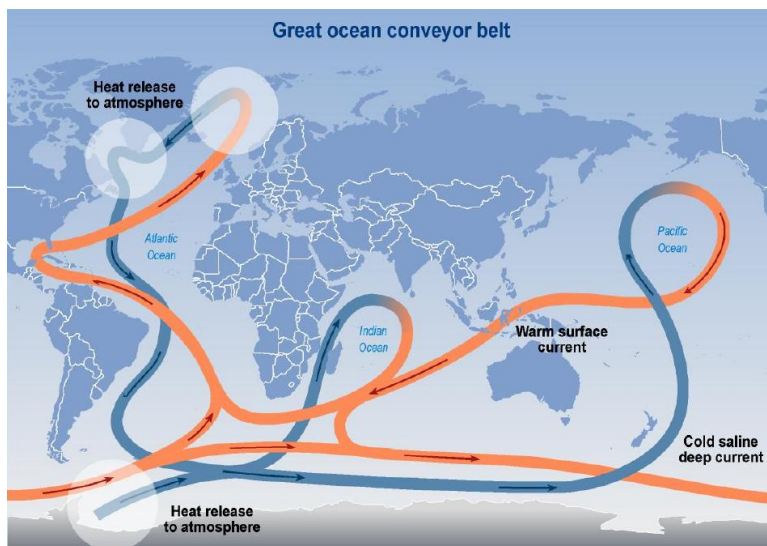 Great ocean conveyor belt
Heat release
to atmosphere
Atlantic
Ocean
Pacific
Ocean
Indian
Ocean
Warm surface
current
Cold saline
deep current
Heat release
to atmosphere